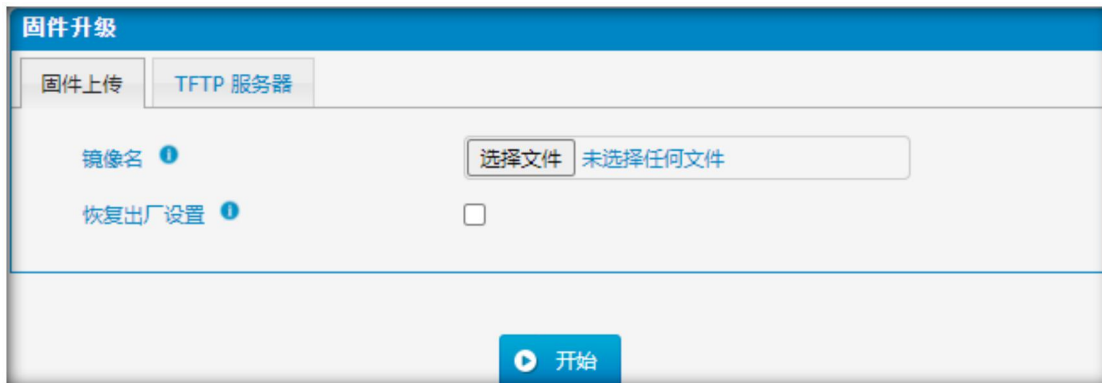 固件升级
固件上传 TFTP 服务器
镜像名
选择文件 未选择任何文件
恢复出厂设置
开始